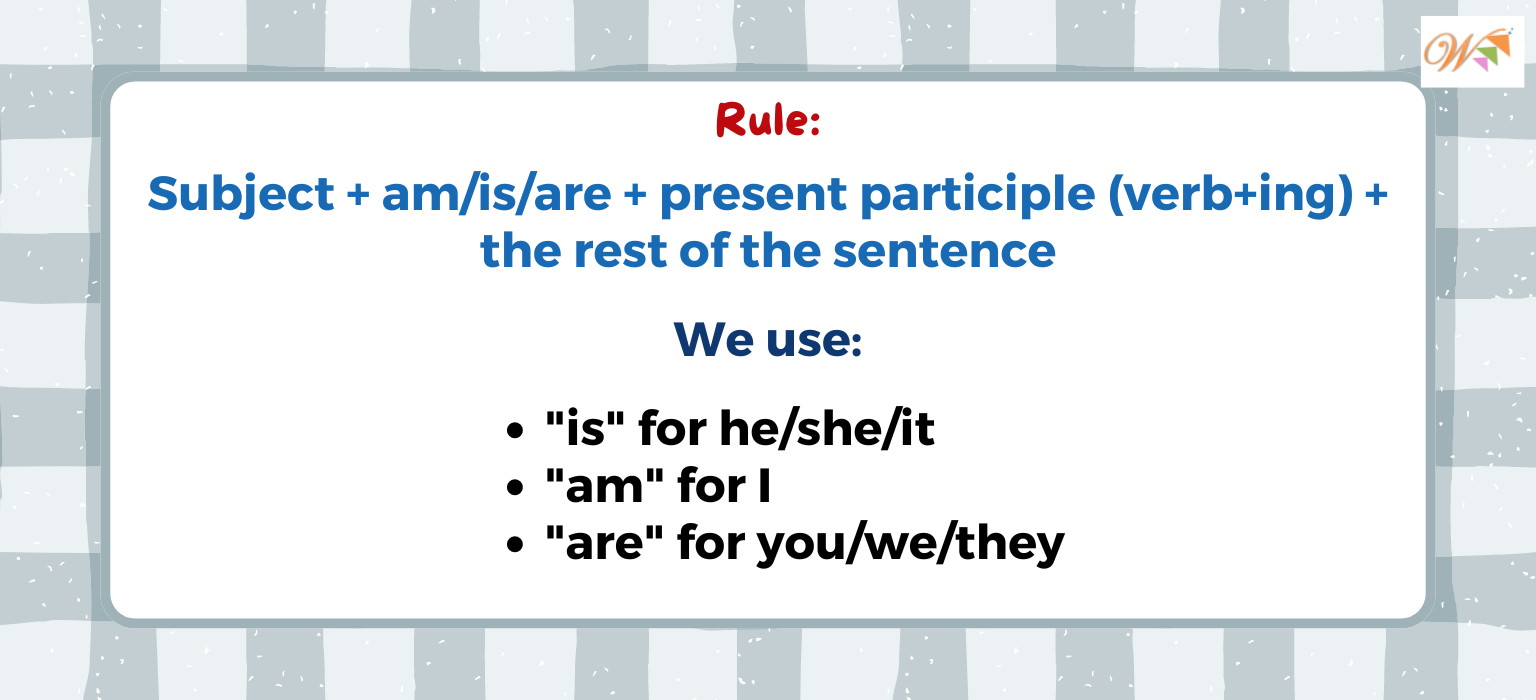 W
Rule:
Subject + am/is/are + present participle (verb+ing) +
the rest of the sentence
We use:
• "is" for he/she/it
• "am" for I
• "are" for you/we/they